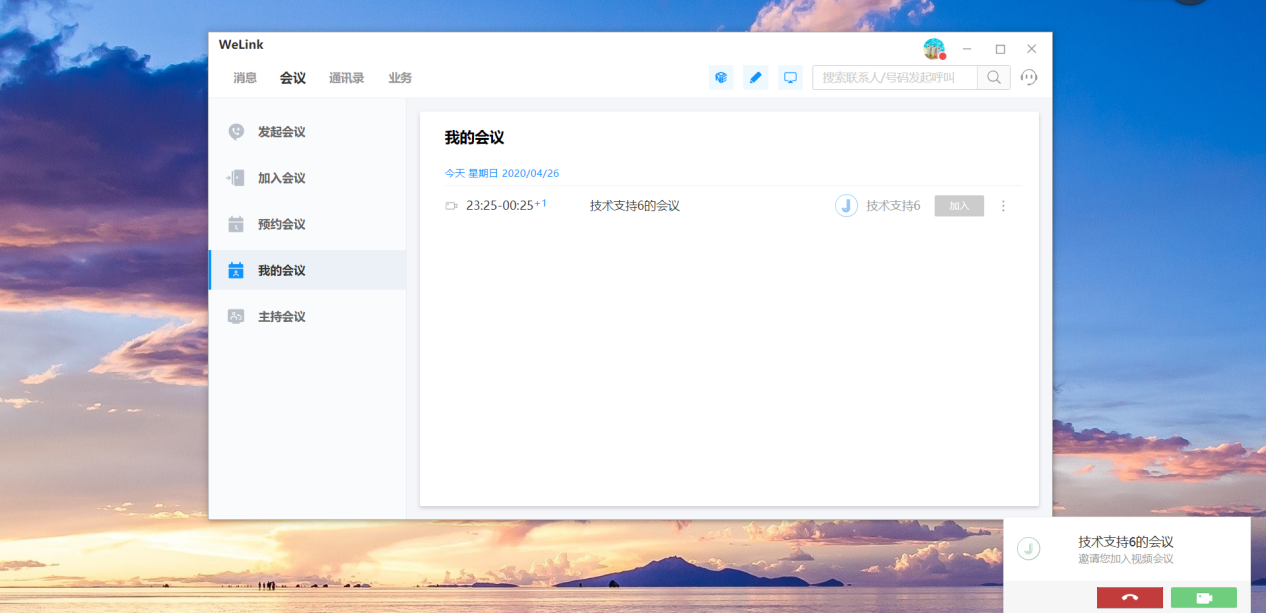 WeLink
消息 会议 通讯录 业务
搜索联系人/号码发起呼叫
发起会议
加入会议
预约会议
我的会议
主持会议
我的会议
今天 星期日 2020/04/26
23:25-00:25+1 技术支持6的会议 J 技术支持6 加入
J 技术支持6的会议
邀请您加入视频会议